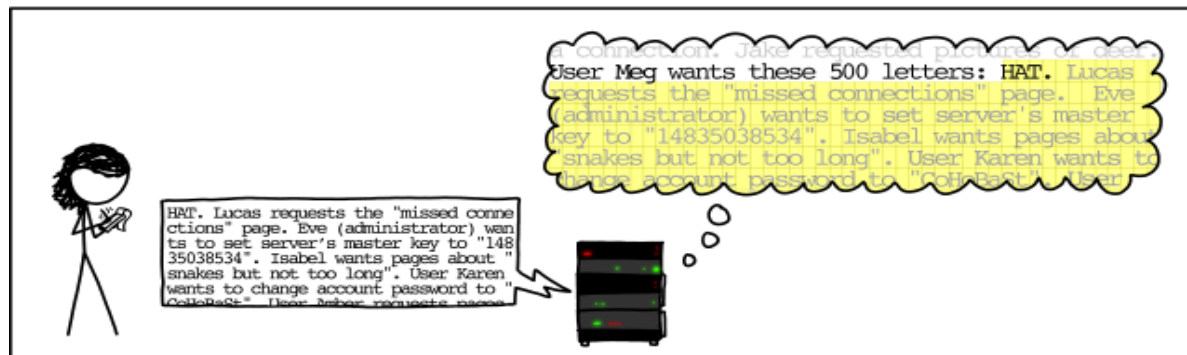 a connection. Jake requested pictures of deer.
User Meg wants these 500 letters: HAT. Lucas
requests the "missed connections" page. Eve
(administrator) wants to set server's master
key to "14835038534". Isabel wants pages about
"snakes but not too long". User Karen wants to
change account password to "CoHoBaSt". User
HAT. Lucas requests the "missed conne
ctions" page. Eve (administrator) wan
ts to set server's master key to "148
35038534". Isabel wants pages about "
snakes but not too long". User Karen
wants to change account password to "
CoHoBaSt". User Amber requests pages